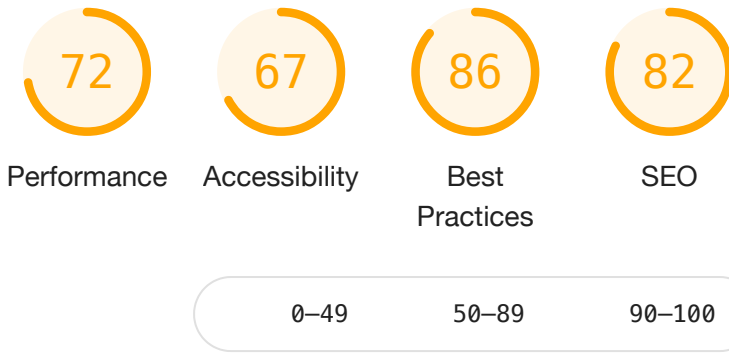 72 67 86 82
Performance Accessibility Best Practices SEO
0–49 50–89 90–100